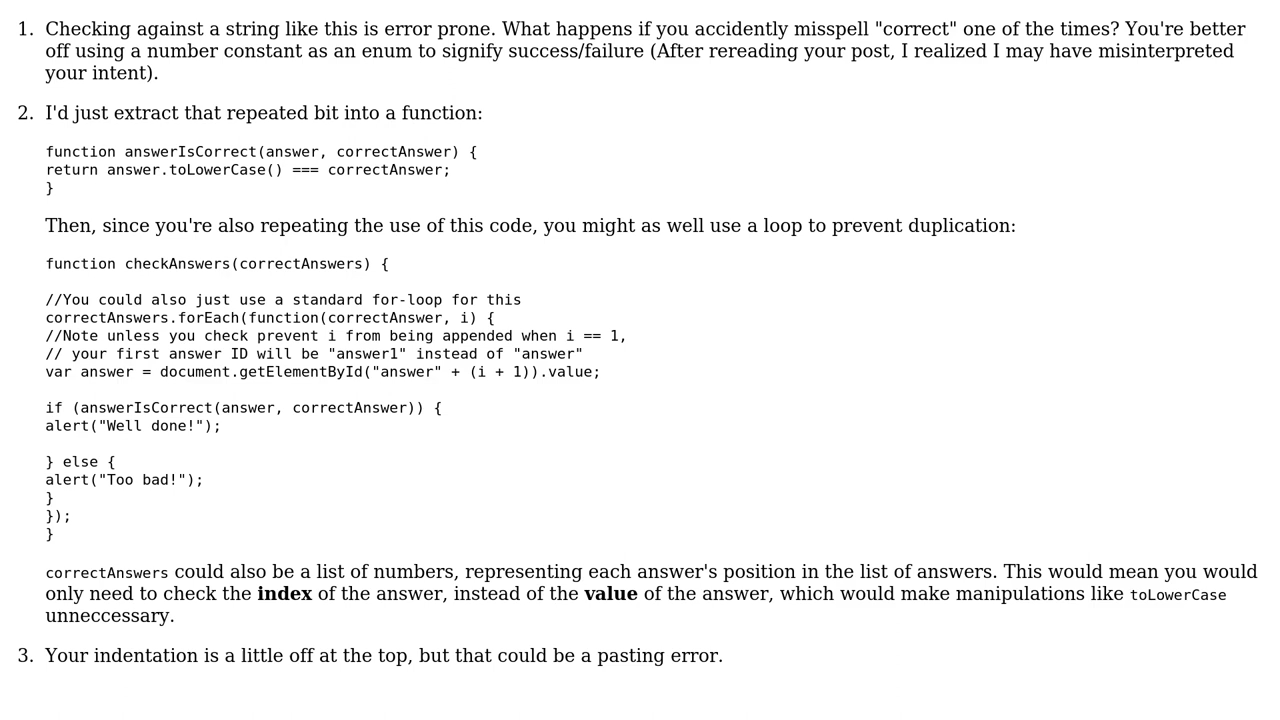 1. Checking against a string like this is error prone. What happens if you accidently misspell "correct" one of the times? You're better
off using a number constant as an enum to signify success/failure (After rereading your post, I realized I may have misinterpreted
your intent).
2. I'd just extract that repeated bit into a function:
function answerIsCorrect(answer, correctAnswer) {
return answer.toLowerCase() === correctAnswer;
}
Then, since you're also repeating the use of this code, you might as well use a loop to prevent duplication:
function checkAnswers(correctAnswers) {
//You could also just use a standard for-loop for this
correctAnswers.forEach(function(correctAnswer, i) {
//Note unless you check prevent i from being appended when i == 1,
// your first answer ID will be "answer1" instead of "answer"
var answer = document.getElementById("answer" + (i + 1)).value;
if (answerIsCorrect(answer, correctAnswer)) {
alert("Well done!");
} else {
alert("Too bad!");
}
});
}
correctAnswers could also be a list of numbers, representing each answer's position in the list of answers. This would mean you would
only need to check the index of the answer, instead of the value of the answer, which would make manipulations like toLowerCase
unneccessary.
3. Your indentation is a little off at the top, but that could be a pasting error.